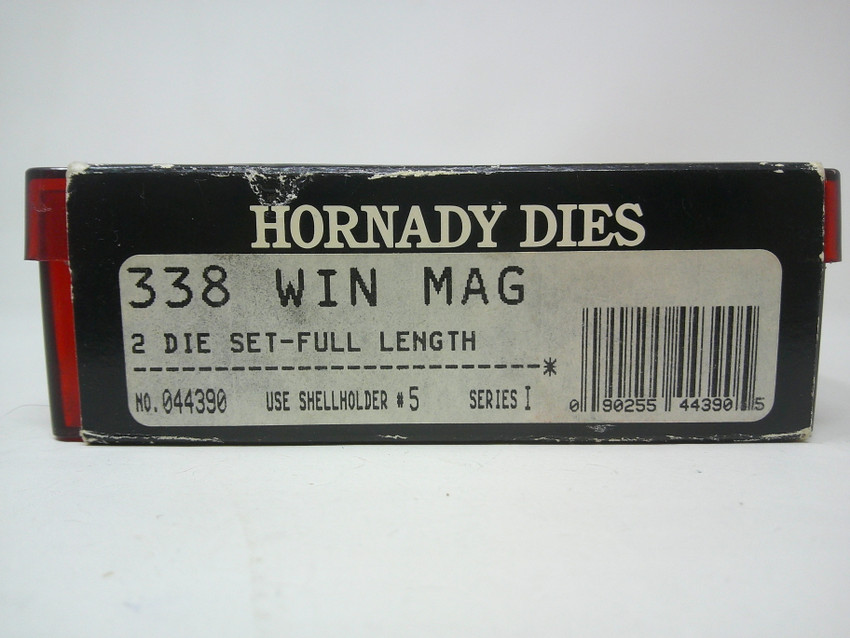 HORNADY DIES
338 WIN MAG
2 DIE SET-FULL LENGTH
------------------------------*
NO. 044390 USE SHELLHOLDER #5 SERIES I
0 90255 44390 5